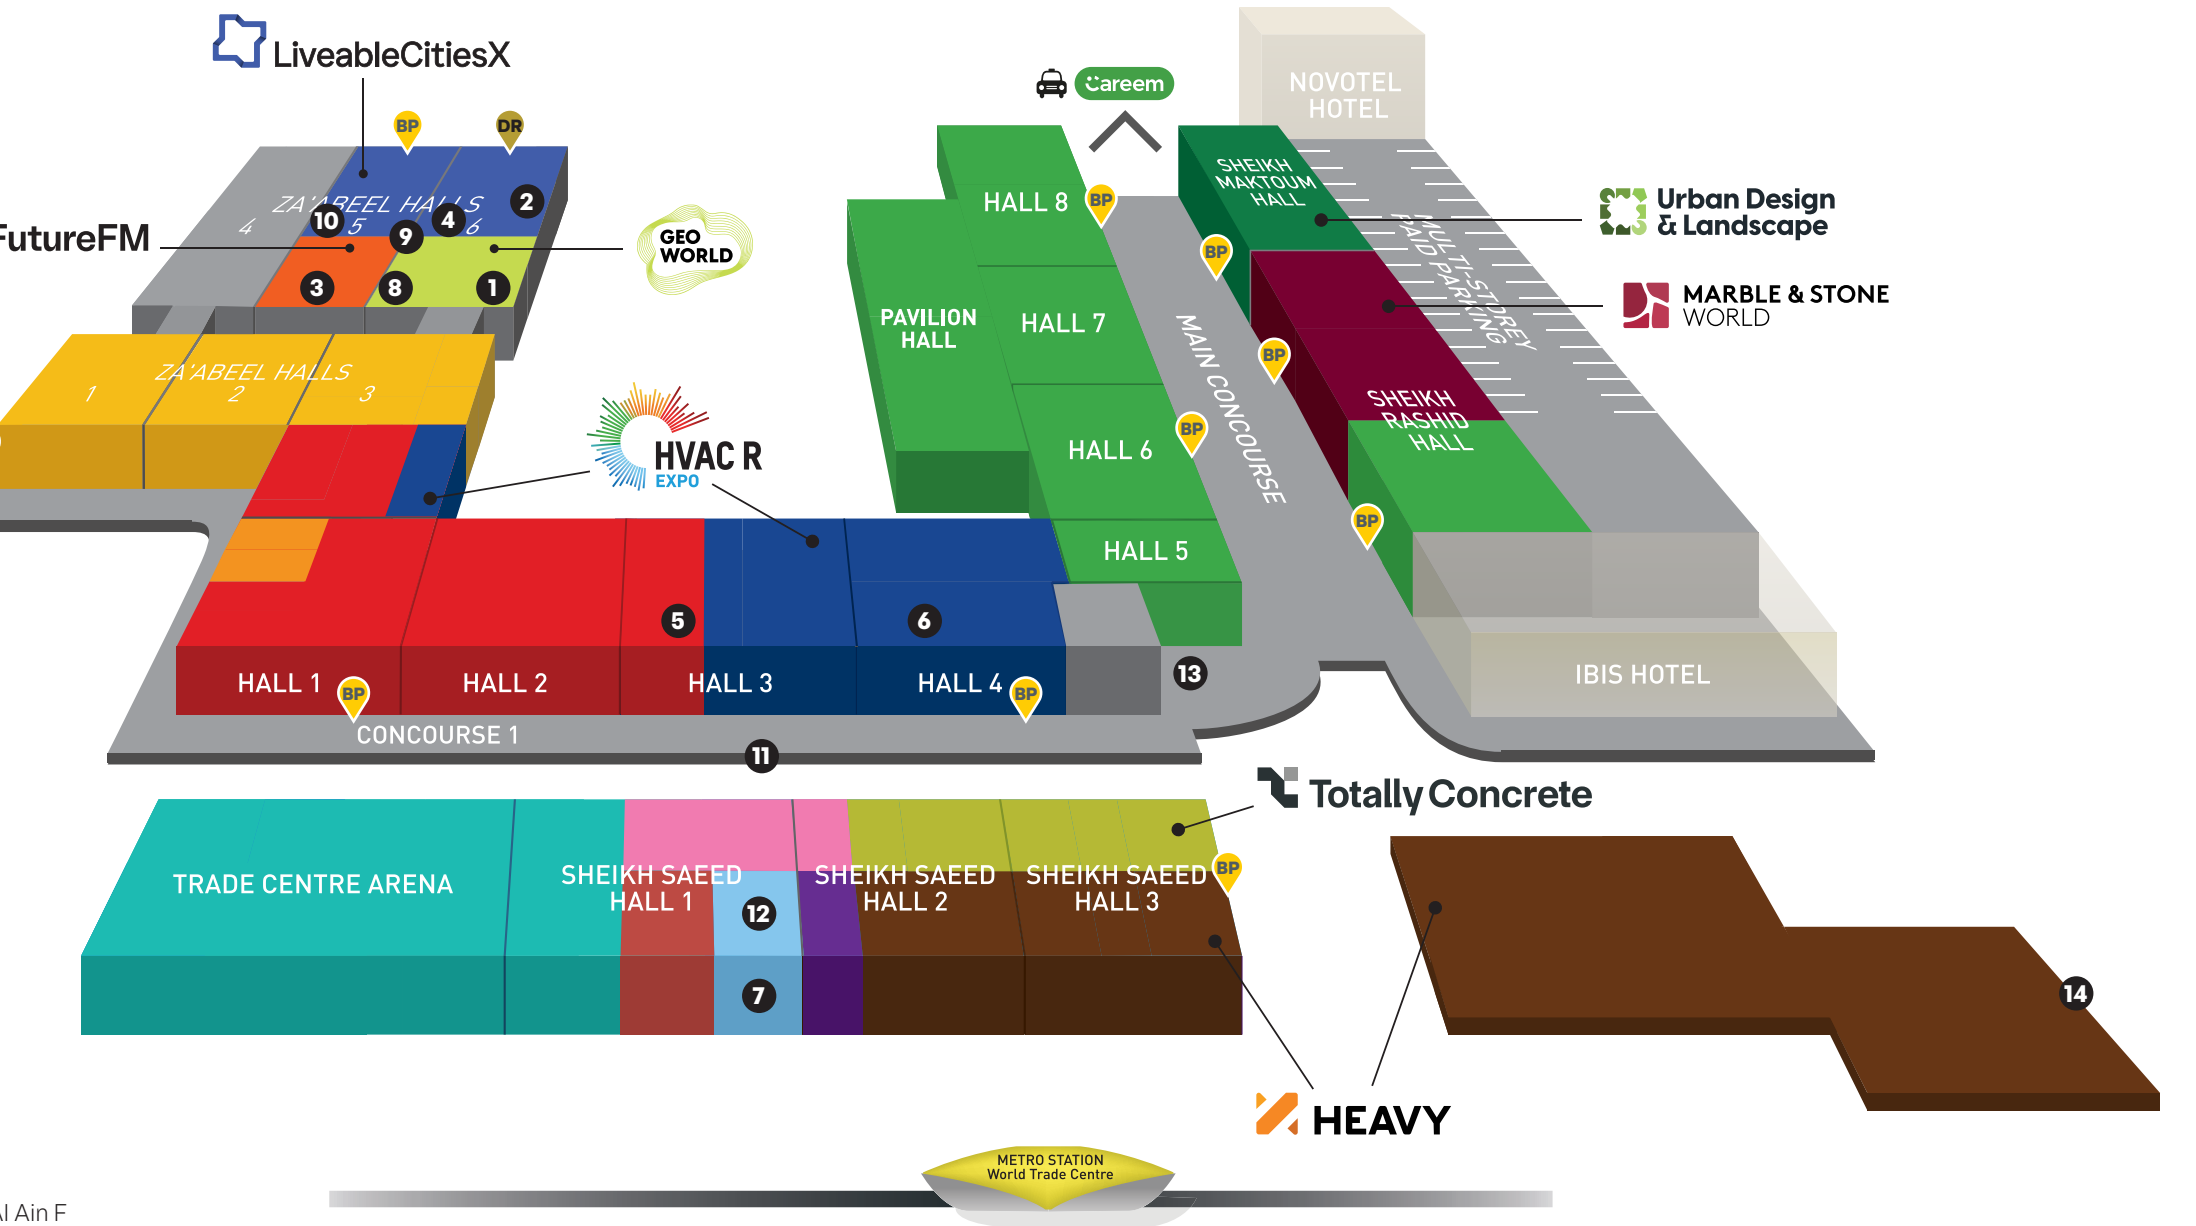 LiveableCitiesX
BP
DR
ZA'ABEEL HALLS
4
5
6
10
9
4
2
3
8
1
FutureFM
GEO
WORLD
ZA'ABEEL HALLS
1
2
3
HVAC R
EXPO
Careem
NOVOTEL
HOTEL
HALL 8
BP
PAVILION
HALL
HALL 7
HALL 6
BP
HALL 5
MAIN CONCOURSE
SHEIKH
MAKTOUM
HALL
BP
BP
SHEIKH
RASHID
HALL
BP
MULTI-STOREY
PAID PARKING
Urban Design
& Landscape
MARBLE & STONE
WORLD
IBIS HOTEL
5
6
HALL 1
BP
HALL 2
HALL 3
HALL 4
BP
13
CONCOURSE 1
11
Totally Concrete
TRADE CENTRE ARENA
SHEIKH SAEED
HALL 1
SHEIKH SAEED
HALL 2
SHEIKH SAEED
HALL 3
BP
12
7
14
HEAVY
METRO STATION
World Trade Centre
Al Ain F